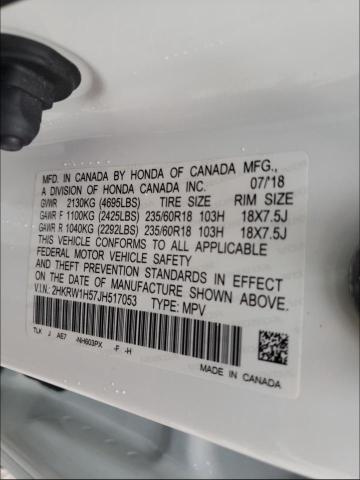 MFD. IN CANADA BY HONDA OF CANADA MFG.,
A DIVISION OF HONDA CANADA INC. 07/'18
GVWR 2130KG (4695LBS) TIRE SIZE RIM SIZE
GAWR F 1100KG (2425LBS) 235/60R18 103H 18X7.5J
GAWR R 1040KG (2292LBS) 235/60R18 103H 18X7.5J
THIS VEHICLE CONFORMS TO ALL APPLICABLE
FEDERAL MOTOR VEHICLE SAFETY
AND THEFT PREVENTION STANDARDS IN EFFECT
ON THE DATE OF MANUFACTURE SHOWN ABOVE.
V.I.N.: 2HKRW1H57JH517053 TYPE: MPV
TLK J AE7 -NH603PX -F -H
MADE IN CANADA